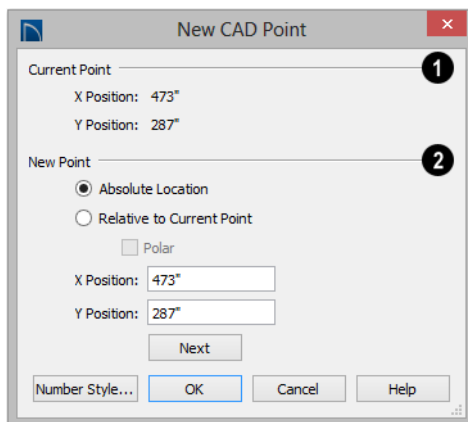 New CAD Point
Current Point
1
X Position: 473"
Y Position: 287"
New Point
2
Absolute Location
Relative to Current Point
Polar
X Position: 473"
Y Position: 287"
Next
Number Style... OK Cancel Help